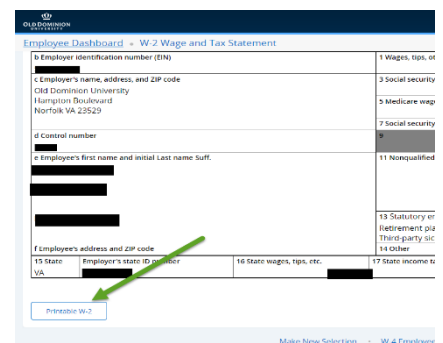 OLD DOMINION
UNIVERSITY
Employee Dashboard • W-2 Wage and Tax Statement
b Employer identification number (EIN)
1 Wages, tips, ot
c Employer's name, address, and ZIP code
3 Social security
Old Dominion University
Hampton Boulevard
5 Medicare wage
Norfolk VA 23529
7 Social security
d Control number
9
e Employee's first name and initial Last name Suff.
11 Nonqualified
13 Statutory em
Retirement pla
Third-party sic
f Employee's address and ZIP code
14 Other
15 State Employer's state ID number 16 State wages, tips, etc. 17 State income ta
VA
Printable W-2
Make New Selection • W-4 Employee